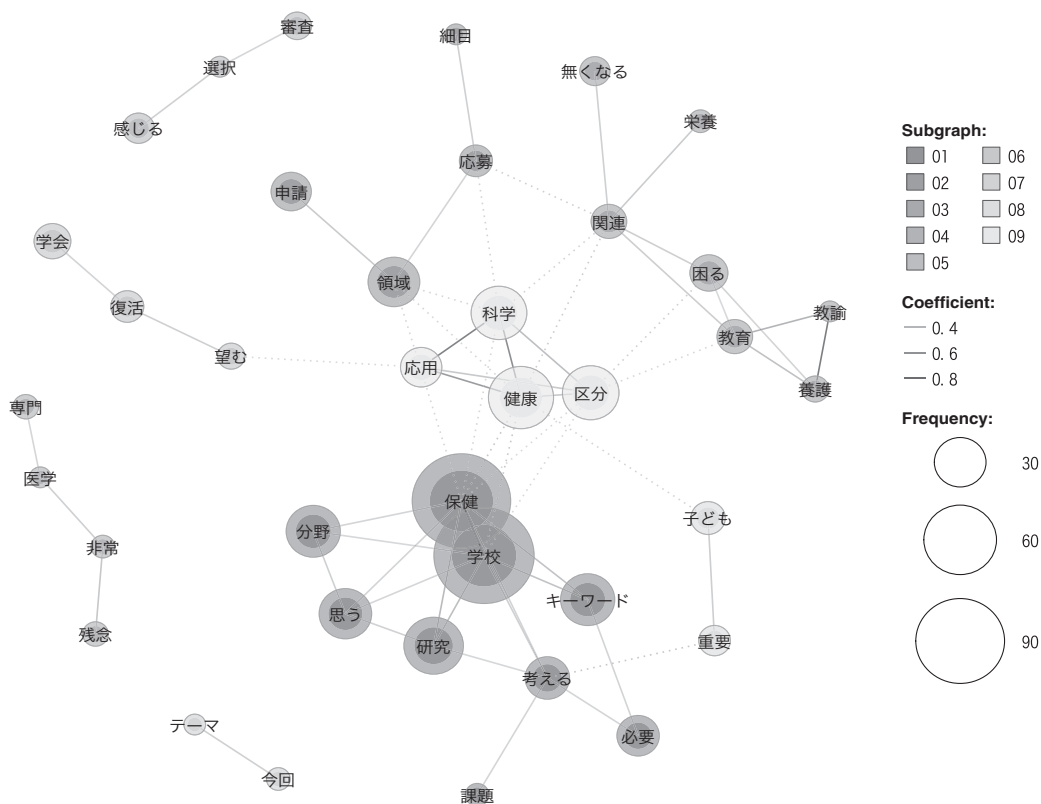 審査
細目
選択
無くなる
栄養
感じる
応募
申請
関連
学会
困る
領域
復活
科学
教諭
教育
望む
応用
養護
区分
健康
専門
医学
保健
子ども
分野
非常
学校
キーワード
思う
残念
研究
重要
考える
テーマ
必要
今回
課題
Subgraph:
01 06
02 07
03 08
04 09
05
Coefficient:
0.4
0.6
0.8
Frequency:
30
60
90